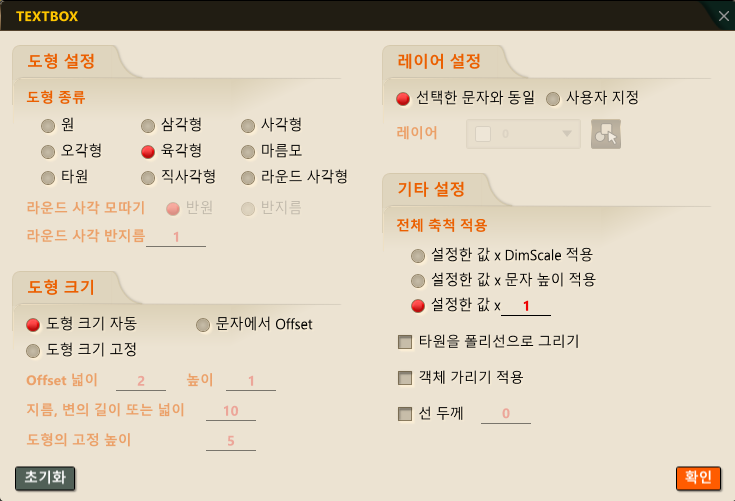 TEXTBOX
도형 설정
도형 종류
원 삼각형 사각형
오각형 육각형 마름모
타원 직사각형 라운드 사각형
라운드 사각 모따기 반원 반지름
라운드 사각 반지름 1
도형 크기
도형 크기 자동 문자에서 Offset
도형 크기 고정
Offset 넓이 2 높이 1
지름, 변의 길이 또는 넓이 10
도형의 고정 높이 5
초기화
레이어 설정
선택한 문자와 동일 사용자 지정
레이어 0
기타 설정
전체 축척 적용
설정한 값 x DimScale 적용
설정한 값 x 문자 높이 적용
설정한 값 x 1
타원을 폴리선으로 그리기
객체 가리기 적용
선 두께 0
확인